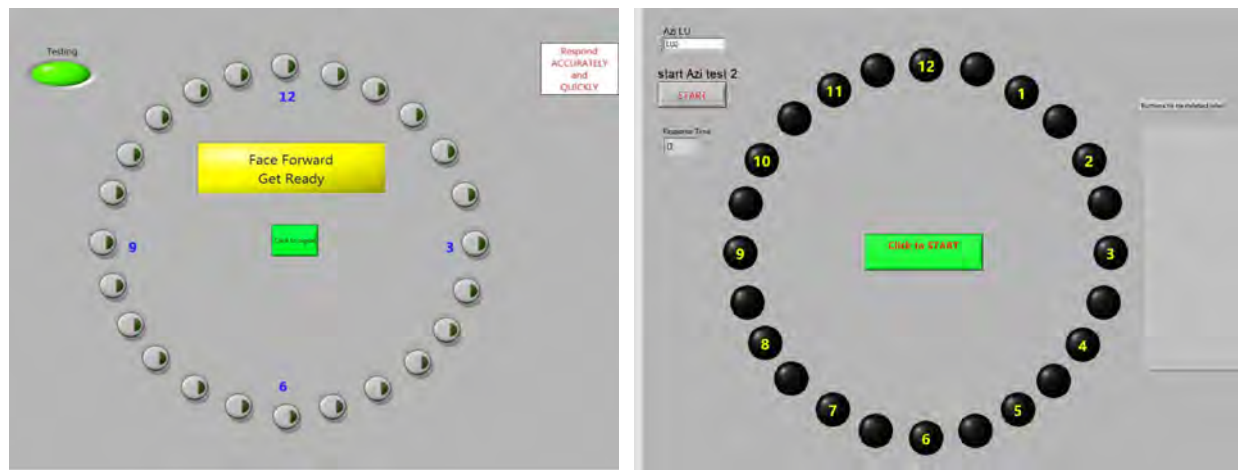 Testing
Respond
ACCURATELY
and
QUICKLY
12
Face Forward
Get Ready
9
3
6
start Azi test 2
START
Response Time
Click to START
12
11
1
10
2
9
3
8
4
7
5
6